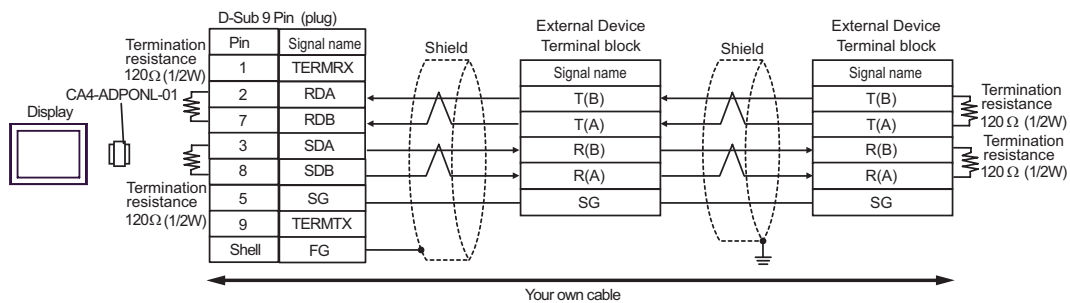 D-Sub 9 Pin (plug)
Pin Signal name
1 TERMRX
2 RDA
7 RDB
3 SDA
8 SDB
5 SG
9 TERMTX
Shell FG
Termination
resistance
120Ω (1/2W)
CA4-ADPONL-01
Display
Termination
resistance
120Ω (1/2W)
Shield
External Device
Terminal block
Signal name
T(B)
T(A)
R(B)
R(A)
SG
Shield
External Device
Terminal block
Signal name
T(B)
T(A)
R(B)
R(A)
SG
Termination
resistance
120 Ω (1/2W)
Termination
resistance
120 Ω (1/2W)
Your own cable